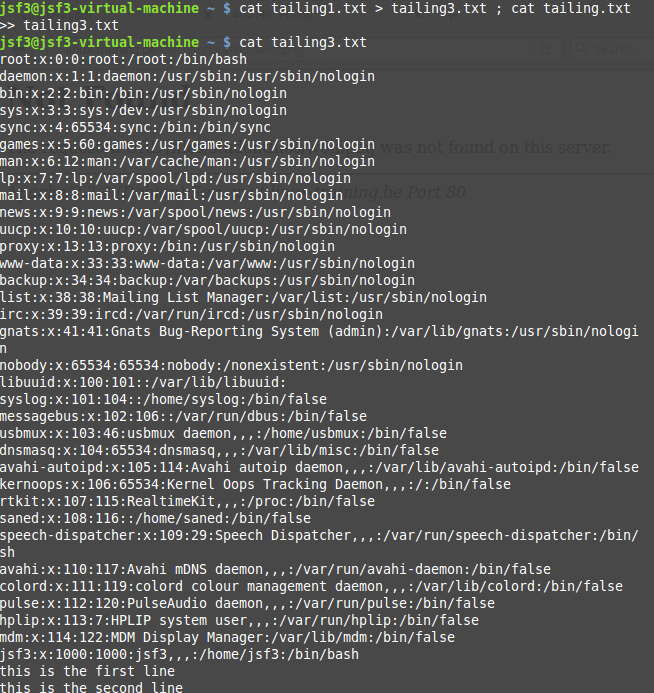 jsf3@jsf3-virtual-machine ~ $ cat tailing1.txt > tailing3.txt ; cat tailing.txt
>> tailing3.txt
jsf3@jsf3-virtual-machine ~ $ cat tailing3.txt
Search
root:x:0:0:root:/root:/bin/bash
daemon:x:1:1:daemon:/usr/sbin:/usr/sbin/nologin
bin:x:2:2:bin:/bin:/usr/sbin/nologin
sys:x:3:3:sys:/dev:/usr/sbin/nologin
sync:x:4:65534:sync:/bin:/bin/sync
games:x:5:60:games:/usr/games:/usr/sbin/nologin
was not found on this server.
man:x:6:12:man:/var/cache/man:/usr/sbin/nologin
lp:x:7:7:lp:/var/spool/lpd:/usr/sbin/nologin
mail:x:8:8:mail:/var/mail:/usr/sbin/nologin
Port 80
news:x:9:9:news:/var/spool/news:/usr/sbin/nologin
uucp:x:10:10:uucp:/var/spool/uucp:/usr/sbin/nologin
proxy:x:13:13:proxy:/bin:/usr/sbin/nologin
www-data:x:33:33:www-data:/var/www:/usr/sbin/nologin
backup:x:34:34:backup:/var/backups:/usr/sbin/nologin
list:x:38:38:Mailing List Manager:/var/list:/usr/sbin/nologin
irc:x:39:39:ircd:/var/run/ircd:/usr/sbin/nologin
gnats:x:41:41:Gnats Bug-Reporting System (admin):/var/lib/gnats:/usr/sbin/nologi
n
nobody:x:65534:65534:nobody:/nonexistent:/usr/sbin/nologin
libuuid:x:100:101::/var/lib/libuuid:
syslog:x:101:104::/home/syslog:/bin/false
messagebus:x:102:106::/var/run/dbus:/bin/false
usbmux:x:103:46:usbmux daemon,,,:/home/usbmux:/bin/false
dnsmasq:x:104:65534:dnsmasq,,,:/var/lib/misc:/bin/false
avahi-autoipd:x:105:114:Avahi autoip daemon,,,:/var/lib/avahi-autoipd:/bin/false
kernoops:x:106:65534:Kernel Oops Tracking Daemon,,,:/:/bin/false
rtkit:x:107:115:RealtimeKit,,,:/proc:/bin/false
saned:x:108:116::/home/saned:/bin/false
speech-dispatcher:x:109:29:Speech Dispatcher,,,:/var/run/speech-dispatcher:/bin/
sh
avahi:x:110:117:Avahi mDNS daemon,,,:/var/run/avahi-daemon:/bin/false
colord:x:111:119:colord colour management daemon,,,:/var/lib/colord:/bin/false
pulse:x:112:120:PulseAudio daemon,,,:/var/run/pulse:/bin/false
hplip:x:113:7:HPLIP system user,,,:/var/run/hplip:/bin/false
mdm:x:114:122:MDM Display Manager:/var/lib/mdm:/bin/false
jsf3:x:1000:1000:jsf3,,,:/home/jsf3:/bin/bash
this is the first line
this is the second line